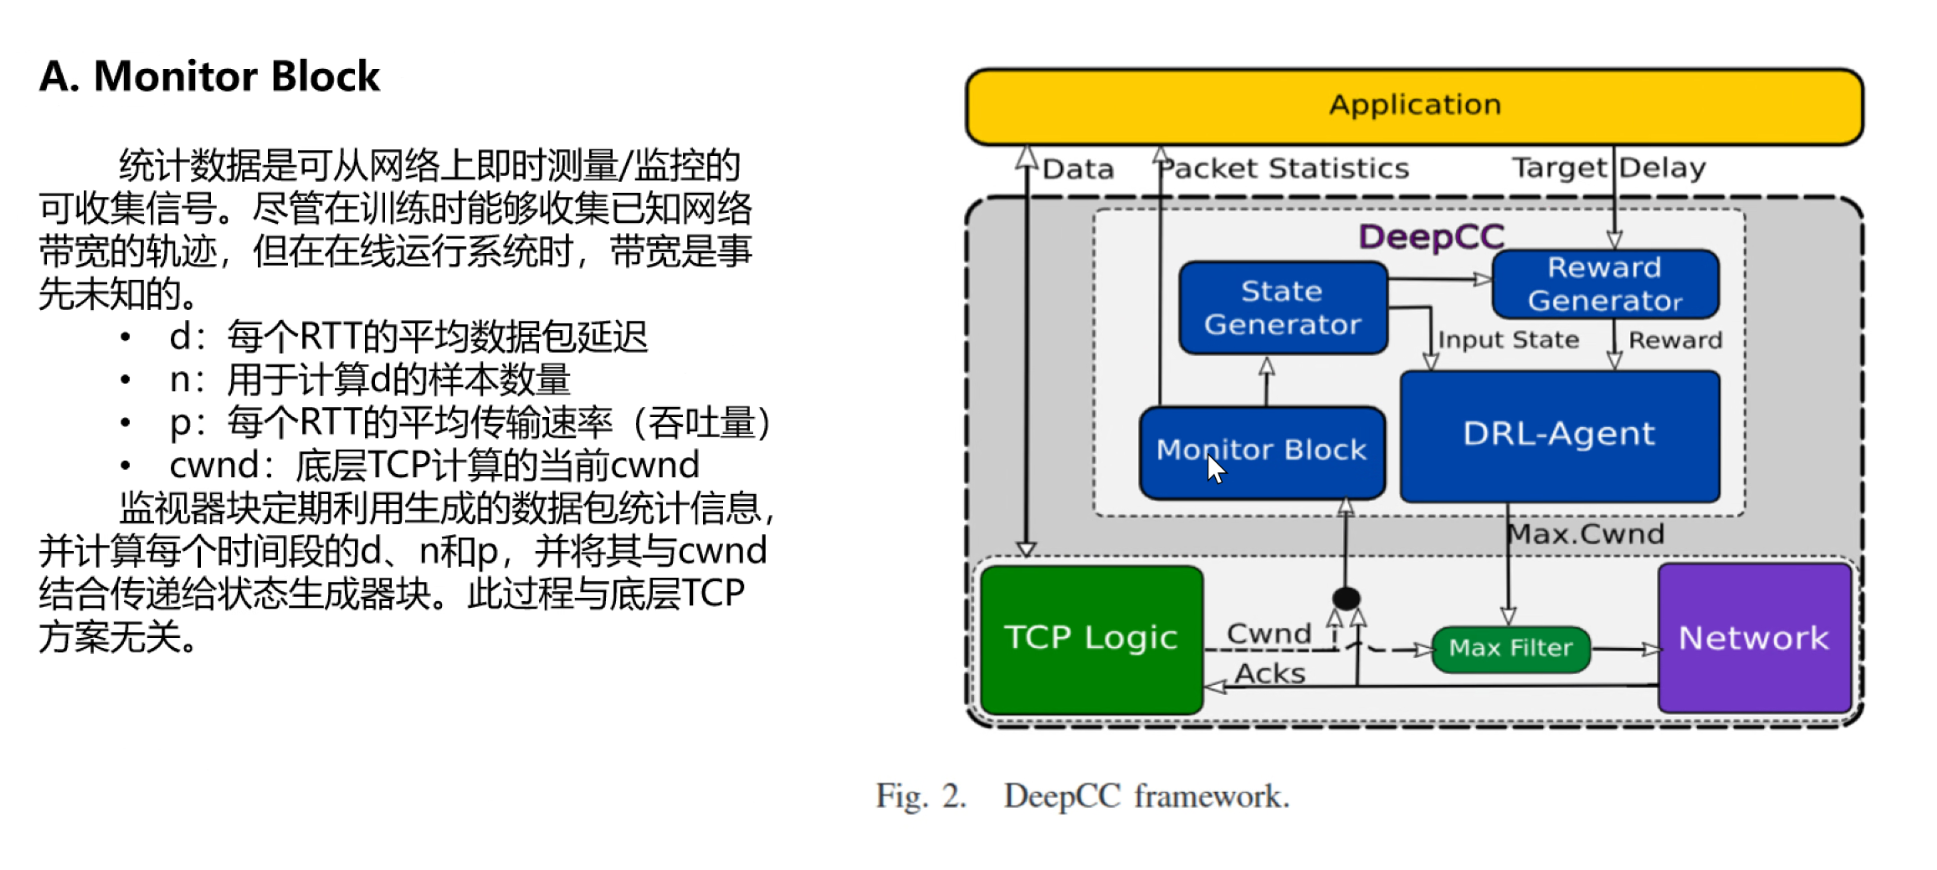 A. Monitor Block
统计数据是可从网络上即时测量/监控的
可收集信号。尽管在训练时能够收集已知网络
带宽的轨迹，但在在线运行系统时，带宽是事
先未知的。
• d：每个RTT的平均数据包延迟
• n：用于计算d的样本数量
• p：每个RTT的平均传输速率（吞吐量）
• cwnd：底层TCP计算的当前cwnd
监视器块定期利用生成的数据包统计信息，
并计算每个时间段的d、n和p，并将其与cwnd
结合传递给状态生成器块。此过程与底层TCP
方案无关。
Application
Data
Packet Statistics
Target Delay
DeepCC
State
Generator
Reward
Generator
Input State
Reward
Monitor Block
DRL-Agent
Max.Cwnd
TCP Logic
Cwnd
Acks
Max Filter
Network
Fig. 2. DeepCC framework.